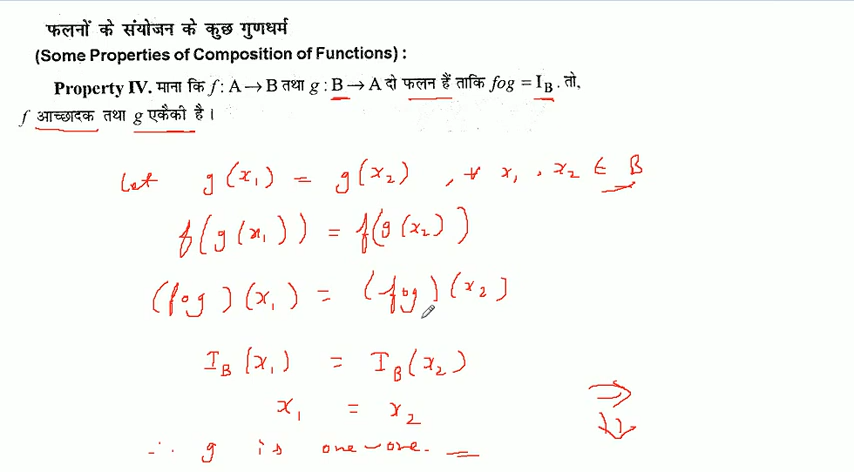 फलनों के संयोजन के कुछ गुणधर्म
(Some Properties of Composition of Functions) :
Property IV. माना कि f : A → B तथा g : B → A दो फलन हैं ताकि fog = I_B. तो,
f आच्छादक तथा g एकैकी है।
Let g(x₁) = g(x₂) , ∀ x₁ , x₂ ∈ B
f(g(x₁)) = f(g(x₂))
(fog)(x₁) = (fog)(x₂)
I_B(x₁) = I_B(x₂)
x₁ = x₂
∴ g is one-one.